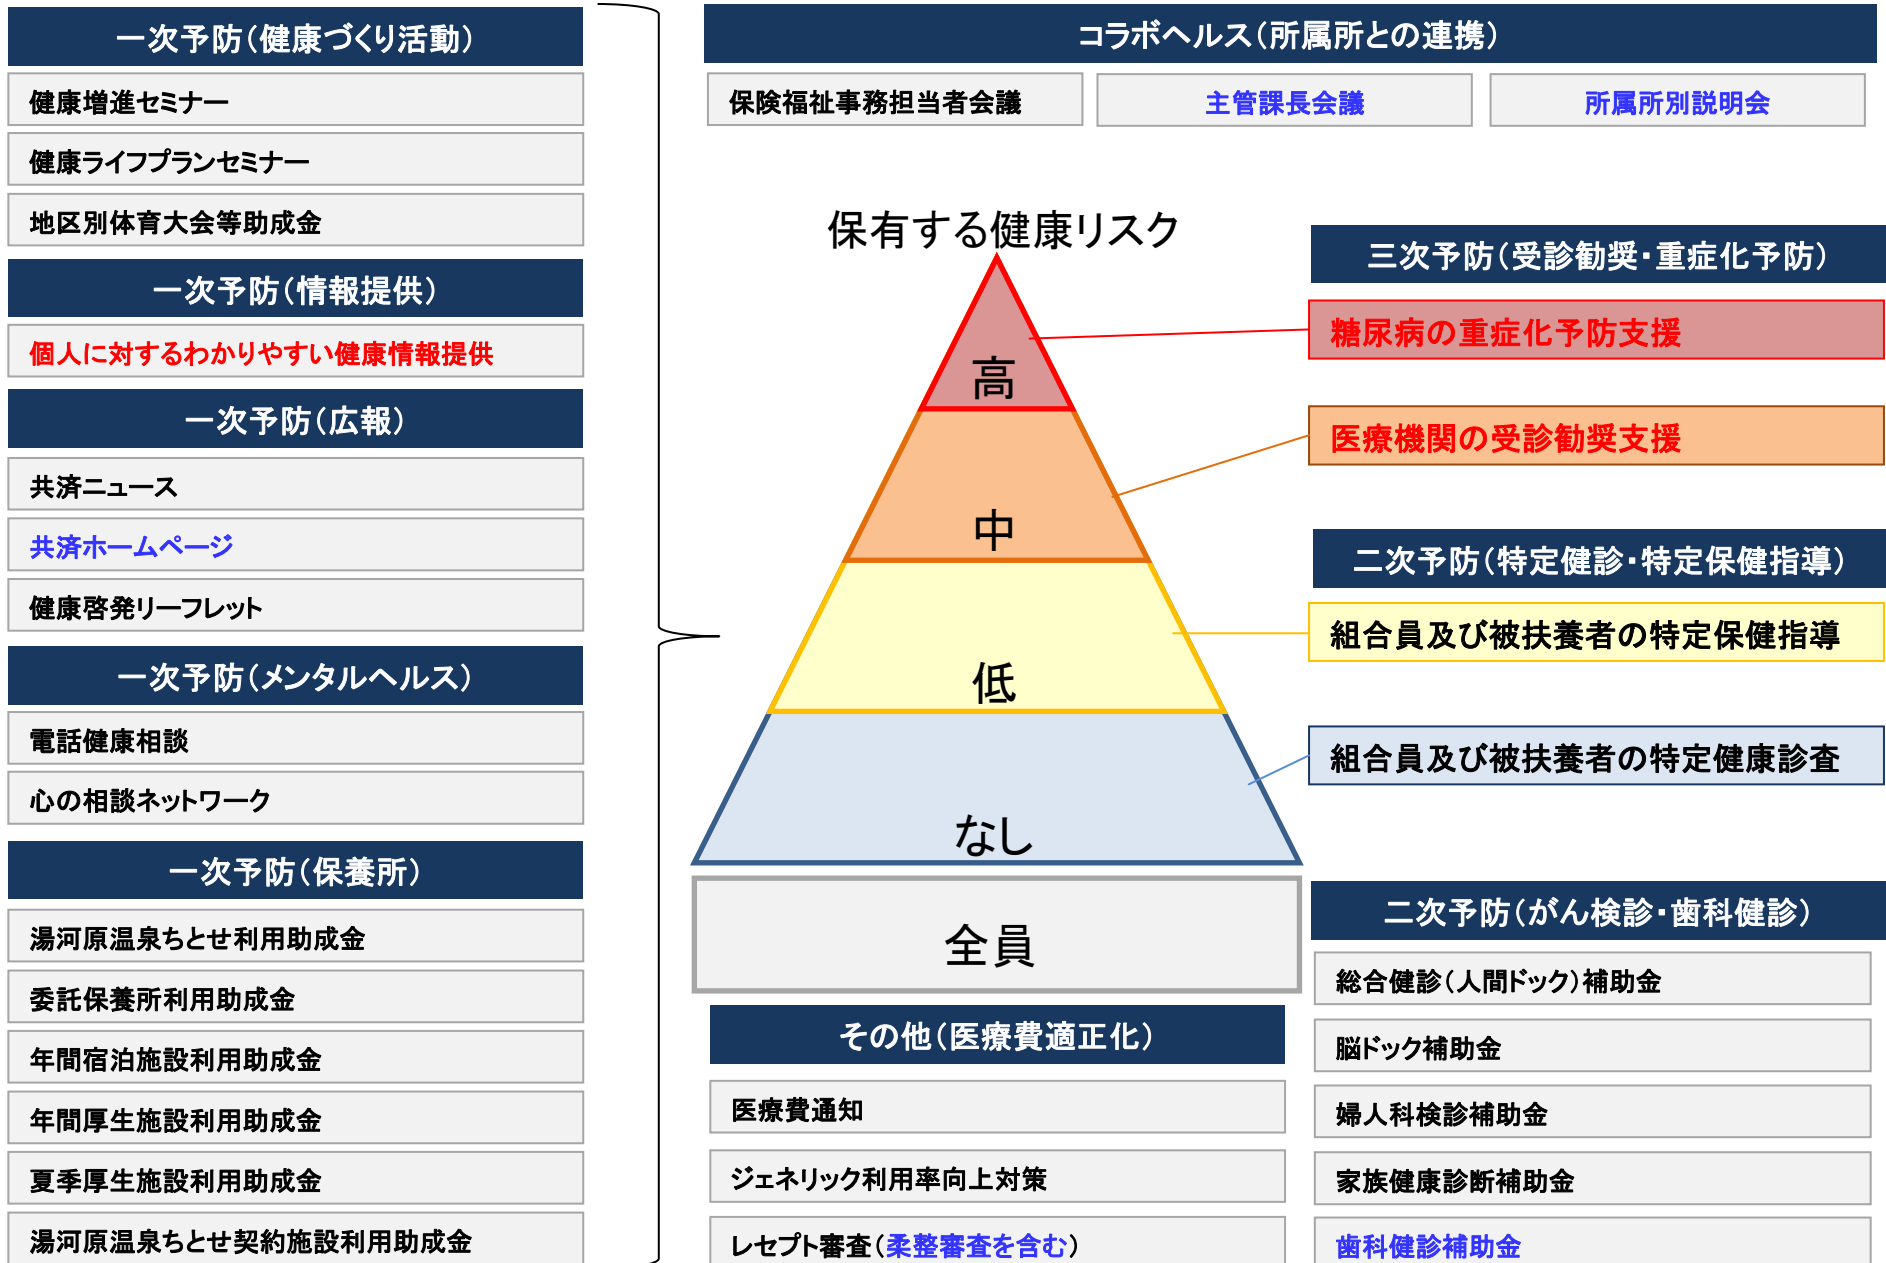 一次予防（健康づくり活動）
健康増進セミナー
健康ライフプランセミナー
地区別体育大会等助成金
一次予防（情報提供）
個人に対するわかりやすい健康情報提供
一次予防（広報）
共済ニュース
共済ホームページ
健康啓発リーフレット
一次予防（メンタルヘルス）
電話健康相談
心の相談ネットワーク
一次予防（保養所）
湯河原温泉ちとせ利用助成金
委託保養所利用助成金
年間宿泊施設利用助成金
年間厚生施設利用助成金
夏季厚生施設利用助成金
湯河原温泉ちとせ契約施設利用助成金
コラボヘルス（所属所との連携）
保険福祉事務担当者会議
主管課長会議
所属所別説明会
保有する健康リスク
高
中
低
なし
全員
その他（医療費適正化）
医療費通知
ジェネリック利用率向上対策
レセプト審査（柔整審査を含む）
三次予防（受診勧奨・重症化予防）
糖尿病の重症化予防支援
医療機関の受診勧奨支援
二次予防（特定健診・特定保健指導）
組合員及び被扶養者の特定保健指導
組合員及び被扶養者の特定健康診査
二次予防（がん検診・歯科健診）
総合健診（人間ドック）補助金
脳ドック補助金
婦人科検診補助金
家族健康診断補助金
歯科健診補助金